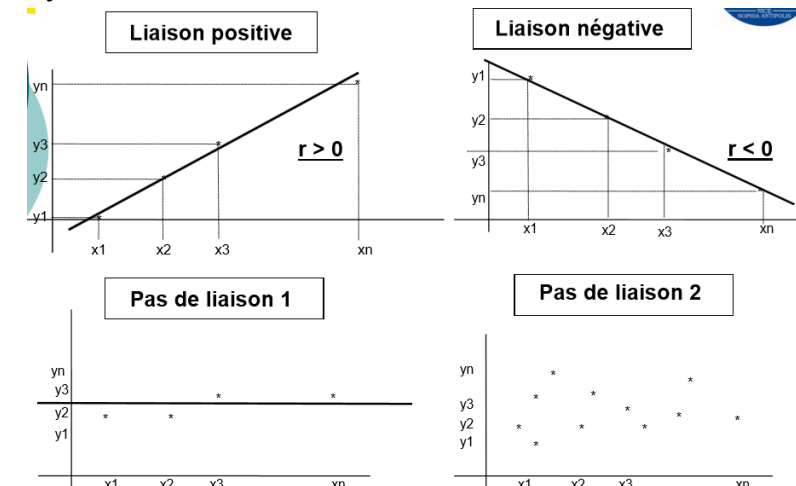 Liaison positive
yn
y3
y2
y1
r > 0
x1 x2 x3 xn
Liaison négative
NICE
SOPHIA ANTIPOLIS
y1
y2
y3
yn
r < 0
x1 x2 x3 xn
Pas de liaison 1
yn
y3
y2
y1
x1 x2 x3 xn
Pas de liaison 2
yn
y3
y2
y1
x1 x2 x3 xn